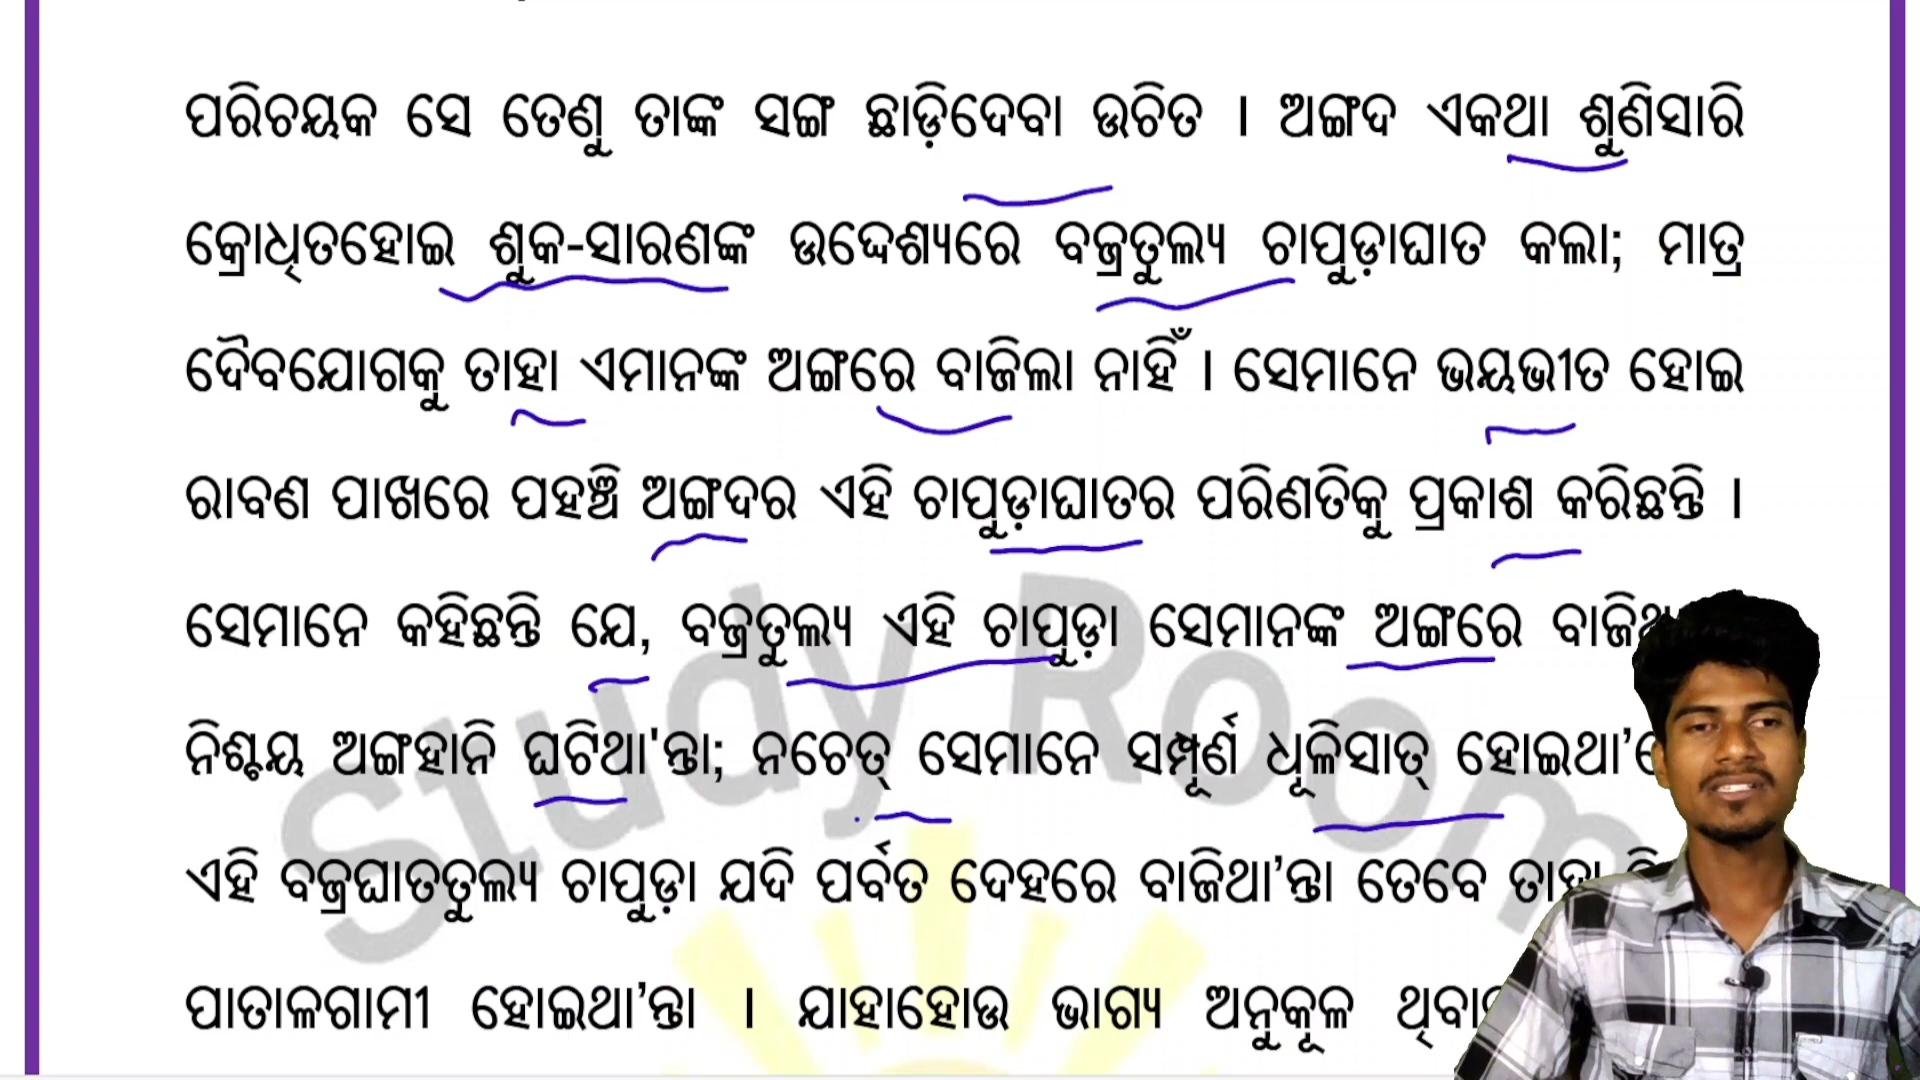 ପରିଚୟକ ସେ ତେଣୁ ତାଙ୍କ ସଙ୍ଗ ଛାଡ଼ିଦେବା ଉଚିତ । ଅଙ୍ଗଦ ଏକଥା ଶୁଣିସାରି
କ୍ରୋଧିତହୋଇ ଶୁକ-ସାରଣଙ୍କ ଉଦ୍ଦେଶ୍ୟରେ ବଜ୍ରତୁଲ୍ୟ ଚାପୁଡ଼ାଘାତ କଲା; ମାତ୍ର
ଦୈବଯୋଗକୁ ତାହା ଏମାନଙ୍କ ଅଙ୍ଗରେ ବାଜିଲା ନାହିଁ । ସେମାନେ ଭୟଭୀତ ହୋଇ
ରାବଣ ପାଖରେ ପହଞ୍ଚି ଅଙ୍ଗଦର ଏହି ଚାପୁଡ଼ାଘାତର ପରିଣତିକୁ ପ୍ରକାଶ କରିଛନ୍ତି ।
ସେମାନେ କହିଛନ୍ତି ଯେ, ବଜ୍ରତୁଲ୍ୟ ଏହି ଚାପୁଡ଼ା ସେମାନଙ୍କ ଅଙ୍ଗରେ
ନିଶ୍ଚୟ ଅଙ୍ଗହାନି ଘଟିଥା'ନ୍ତା; ନଚେତ୍ ସେମାନେ ସମ୍ପୂର୍ଣ ଧୂଳିସାତ୍
ଏହି ବଜ୍ରଘାତତୁଲ୍ୟ ଚାପୁଡ଼ା ଯଦି ପର୍ବତ ଦେହରେ ବାଜିଥା’ନ୍ତା ତେବେ ତାହା
ପାତାଳଗାମୀ ହୋଇଥା’ନ୍ତା । ଯାହାହୋଉ ଭାଗ୍ୟ ଅନୁକୂଳ
Study Room